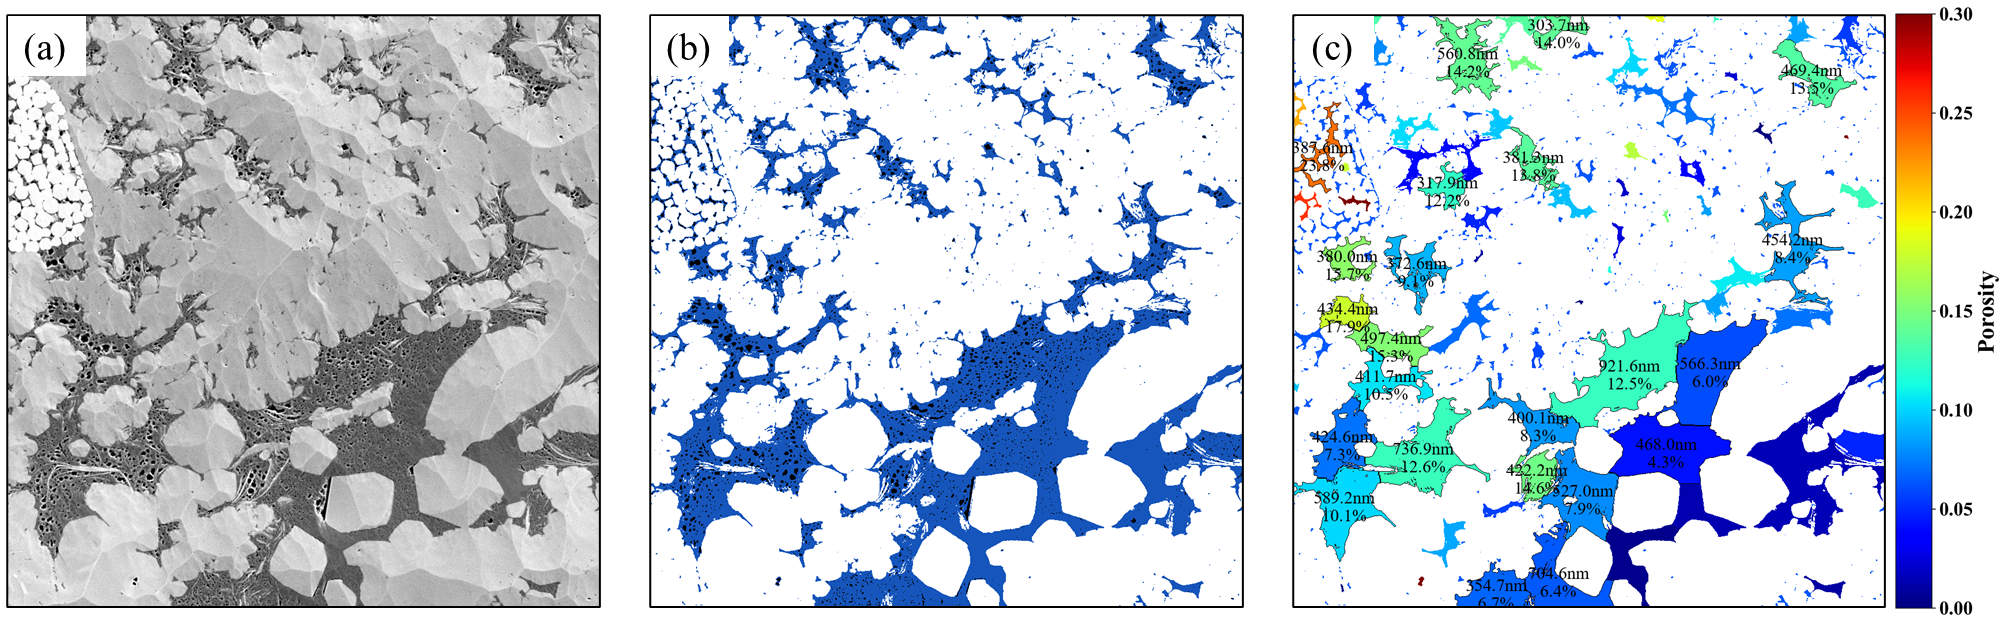 (a)
(b)
(c)
303.7nm
14.0%
560.8nm
14.2%
469.4nm
13.5%
387.6nm
23.8%
381.3nm
13.8%
317.9nm
12.2%
454.2nm
8.4%
380.0nm
15.7%
372.6nm
9.1%
434.4nm
17.9%
497.4nm
15.3%
921.6nm
12.5%
566.3nm
6.0%
411.7nm
10.5%
400.1nm
8.3%
424.6nm
7.3%
736.9nm
12.6%
468.0nm
4.3%
422.2nm
14.6%
527.0nm
7.9%
589.2nm
10.1%
704.6nm
6.4%
354.7nm
6.7%
0.30
0.25
0.20
0.15
0.10
0.05
0.00
Porosity